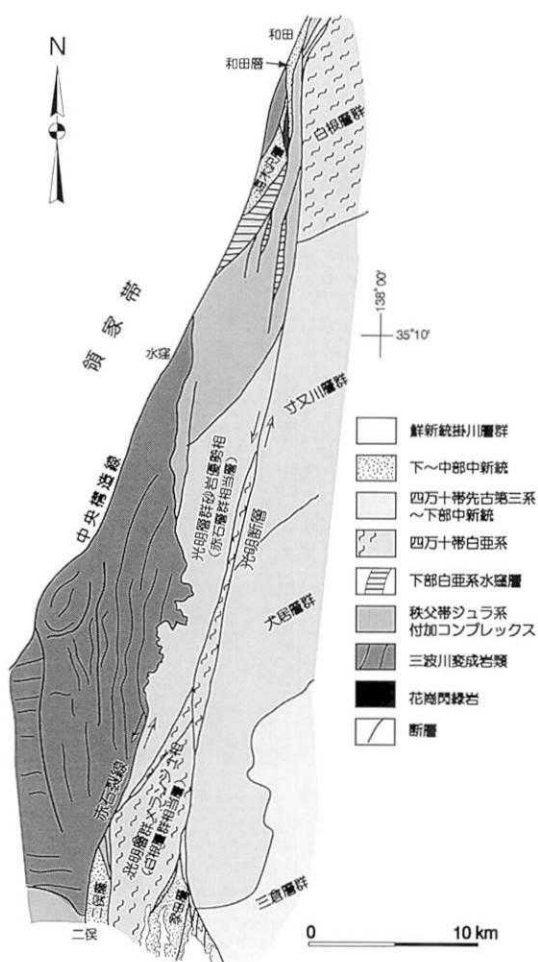 和田
N
和田層
白根層群
138°00′
35°10′
領家帯
水窪
寸又川層群
中央構造線
光明層群砂岩優勢相
(赤石層群相当層)
光明断層
犬居層群
赤石裂線
光明層群メランジュ相
(白根層群相当層)
三倉層群
二俣層
家田層
二俣
鮮新統掛川層群
下～中部中新統
四万十帯先古第三系
～下部中新統
四万十帯白亜系
下部白亜系水窪層
秩父帯ジュラ系
付加コンプレックス
三波川変成岩類
花崗閃緑岩
断層
0 10 km